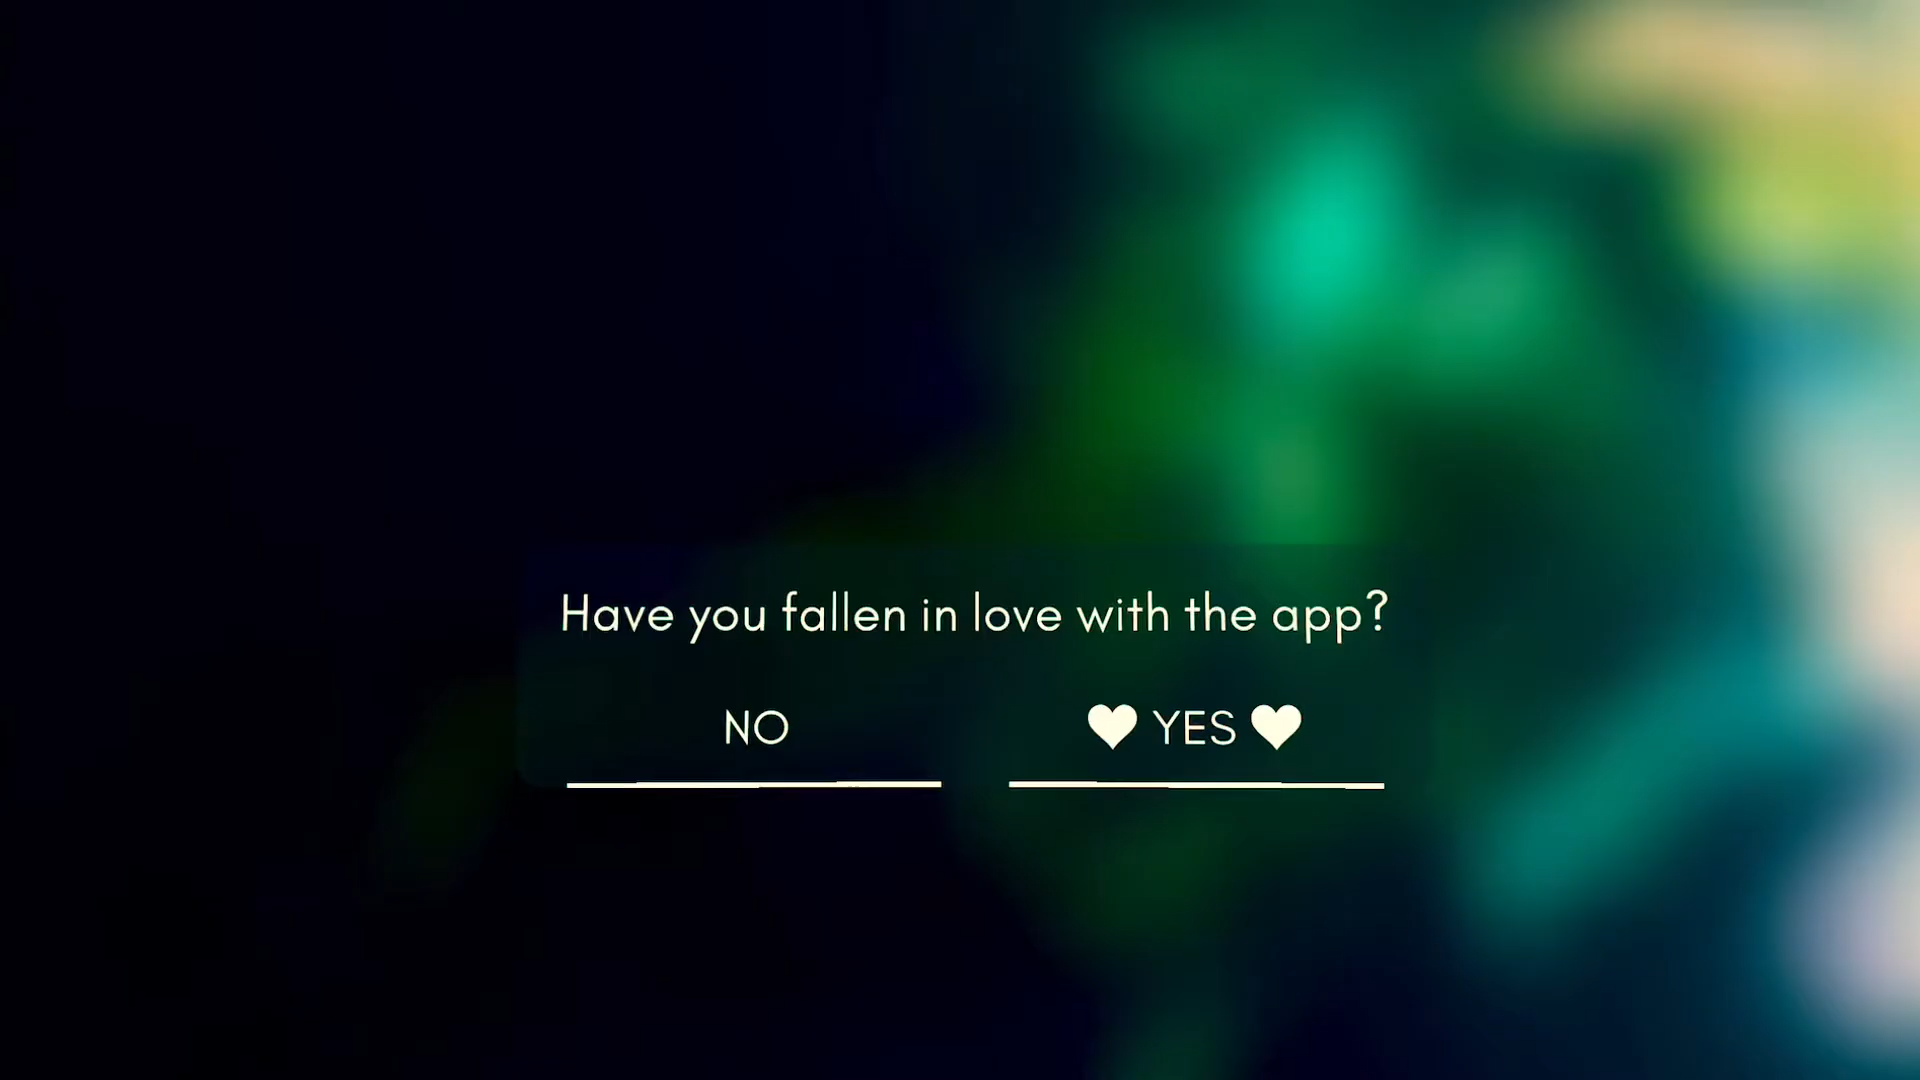 Have you fallen in love with the app?
NO
♥ YES ♥